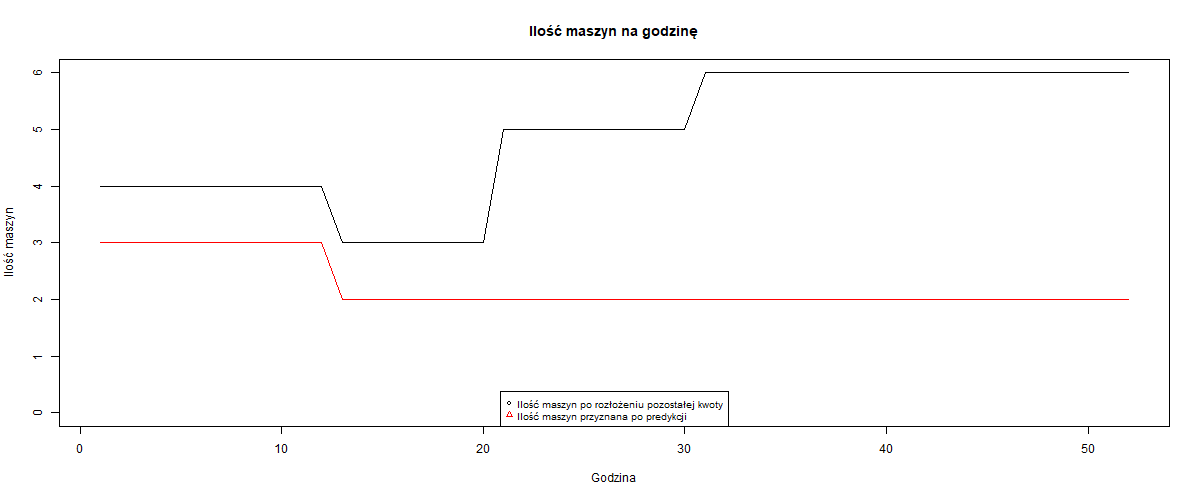 Ilość maszyn na godzinę
Ilość maszyn
6
5
4
3
2
1
0
Ilość maszyn po rozłożeniu pozostałej kwoty
Ilość maszyn przyznana po predykcji
0 10 20 30 40 50
Godzina